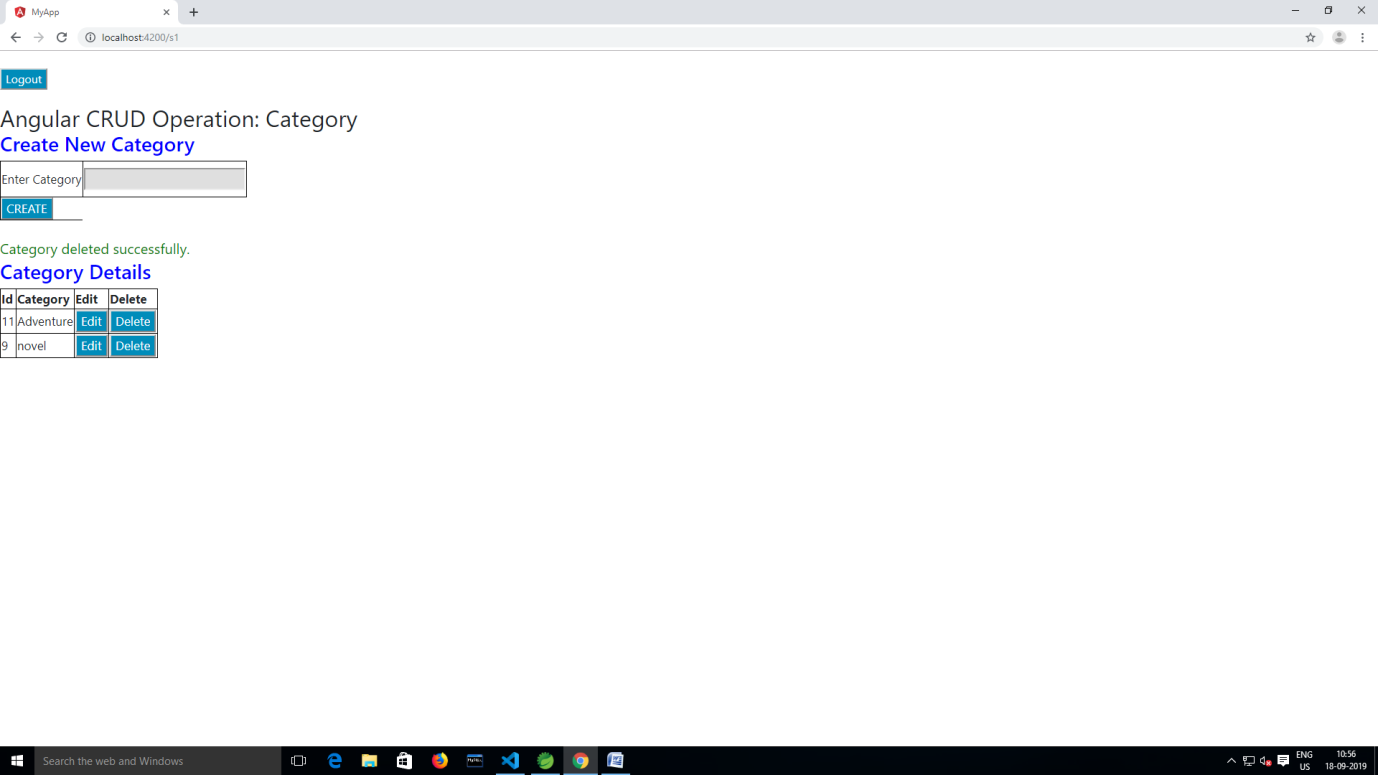 MyApp
localhost:4200/s1
Logout
Angular CRUD Operation: Category
Create New Category
Enter Category
CREATE
Category deleted successfully.
Category Details
Id Category Edit Delete
11 Adventure Edit Delete
9 novel Edit Delete
Search the web and Windows
ENG
US
10:56
18-09-2019